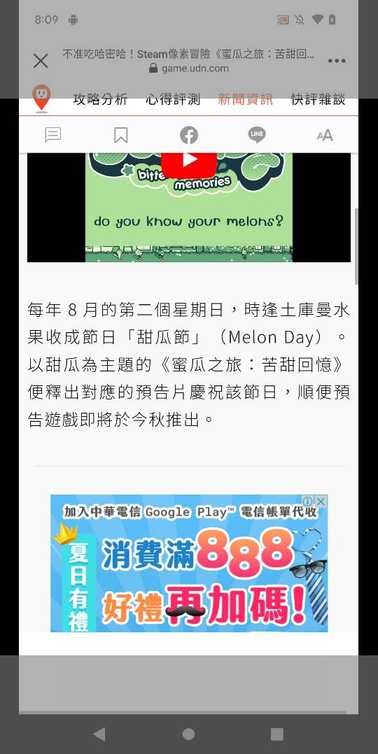 8:09
不准吃哈密哈！Steam像素冒險《蜜瓜之旅：苦甜回...
game.udn.com
攻略分析 心得評測 新聞資訊 快評雜談
LINE
AA
bitter
memories
do you know your melons?
每年 8 月的第二個星期日，時逢土庫曼水
果收成節日「甜瓜節」（Melon Day）。
以甜瓜為主題的《蜜瓜之旅：苦甜回憶》
便釋出對應的預告片慶祝該節日，順便預
告遊戲即將於今秋推出。
加入中華電信 Google Play™ 電信帳單代收
夏日有禮
消費滿888
好禮再加碼!